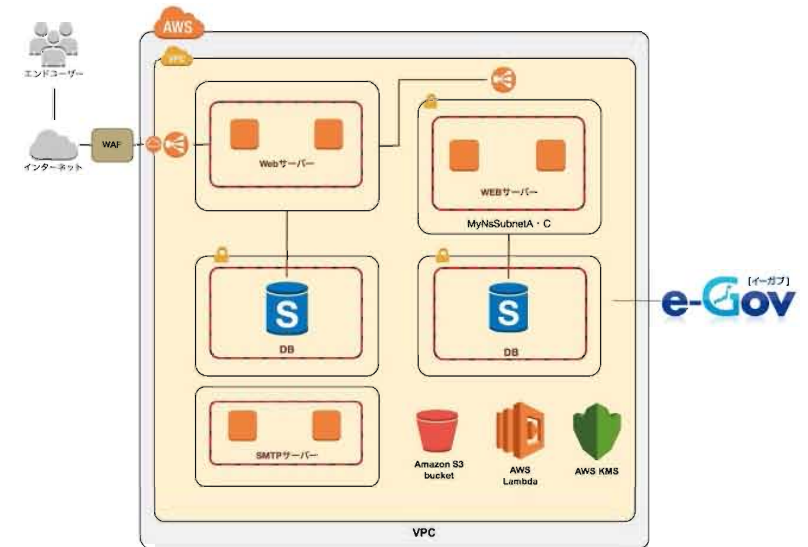 AWS
VPC
エンドユーザー
インターネット
WAF
Webサーバー
WEBサーバー
MyNsSubnetA・C
S
DB
S
DB
[イーガブ]
e-Gov
SMTPサーバー
Amazon S3
bucket
AWS
Lambda
AWS KMS
VPC